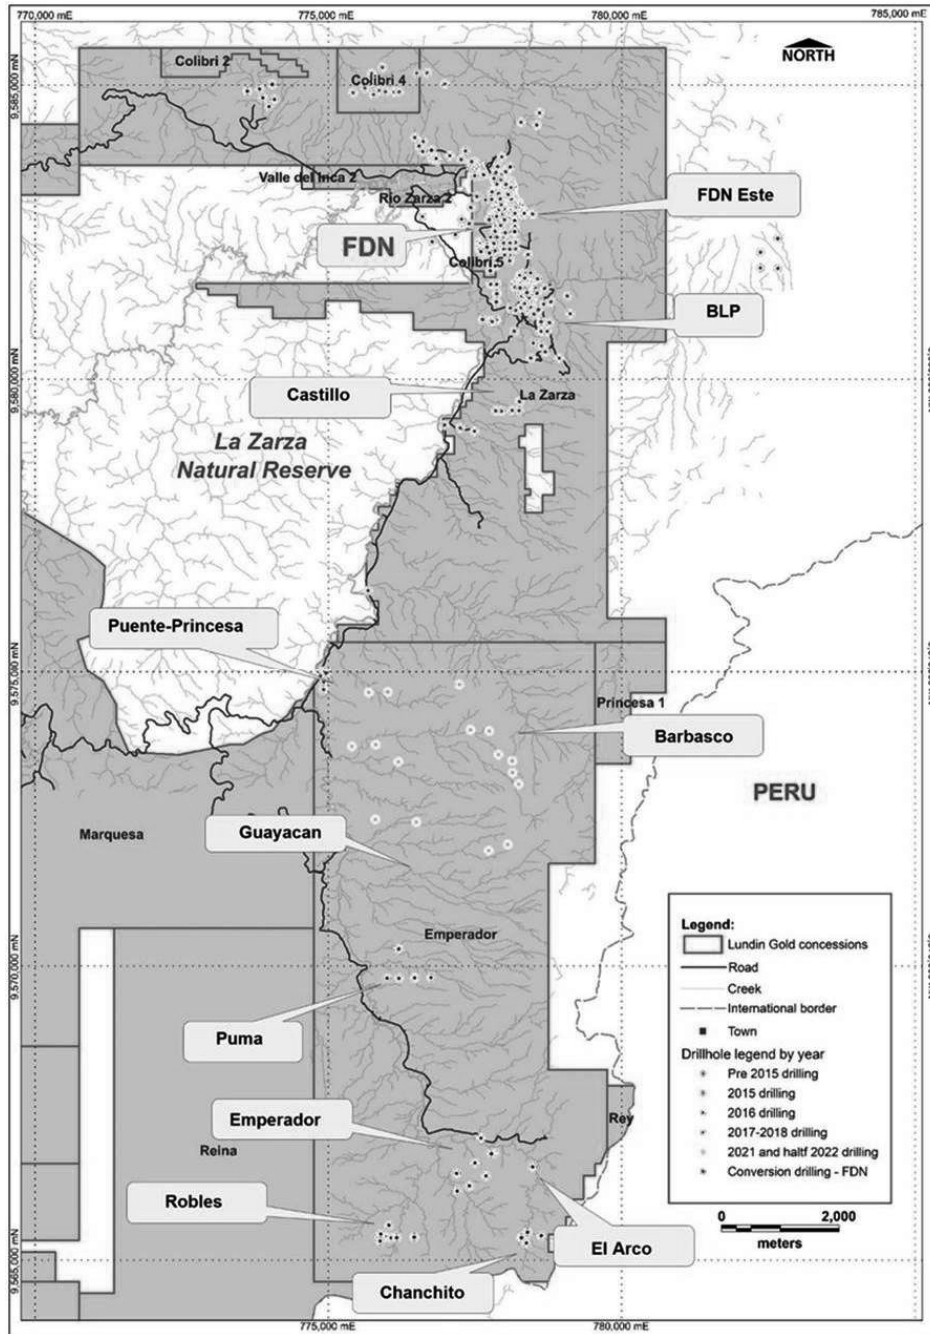 770,000 mE
775,000 mE
780,000 mE
785,000 mE
NORTH
Colibri 2
Colibri 4
9,585,000 mN
Valle del Inca 2
Rio Zarza 2
FDN Este
FDN
Colibri 5
BLP
9,580,000 mN
Castillo
La Zarza
La Zarza
Natural Reserve
Puente-Princesa
9,575,000 mN
Princesa 1
Barbasco
PERU
Marquesa
Guayacan
Emperador
9,570,000 mN
Puma
Legend:
Lundin Gold concessions
Road
Creek
International border
Town
Drillhole legend by year
Pre 2015 drilling
2015 drilling
2016 drilling
2017-2018 drilling
2021 and haltf 2022 drilling
Conversion drilling - FDN
Emperador
Rey
Reina
Robles
0
2,000
meters
El Arco
9,565,000 mN
Chanchito
775,000 mE
780,000 mE